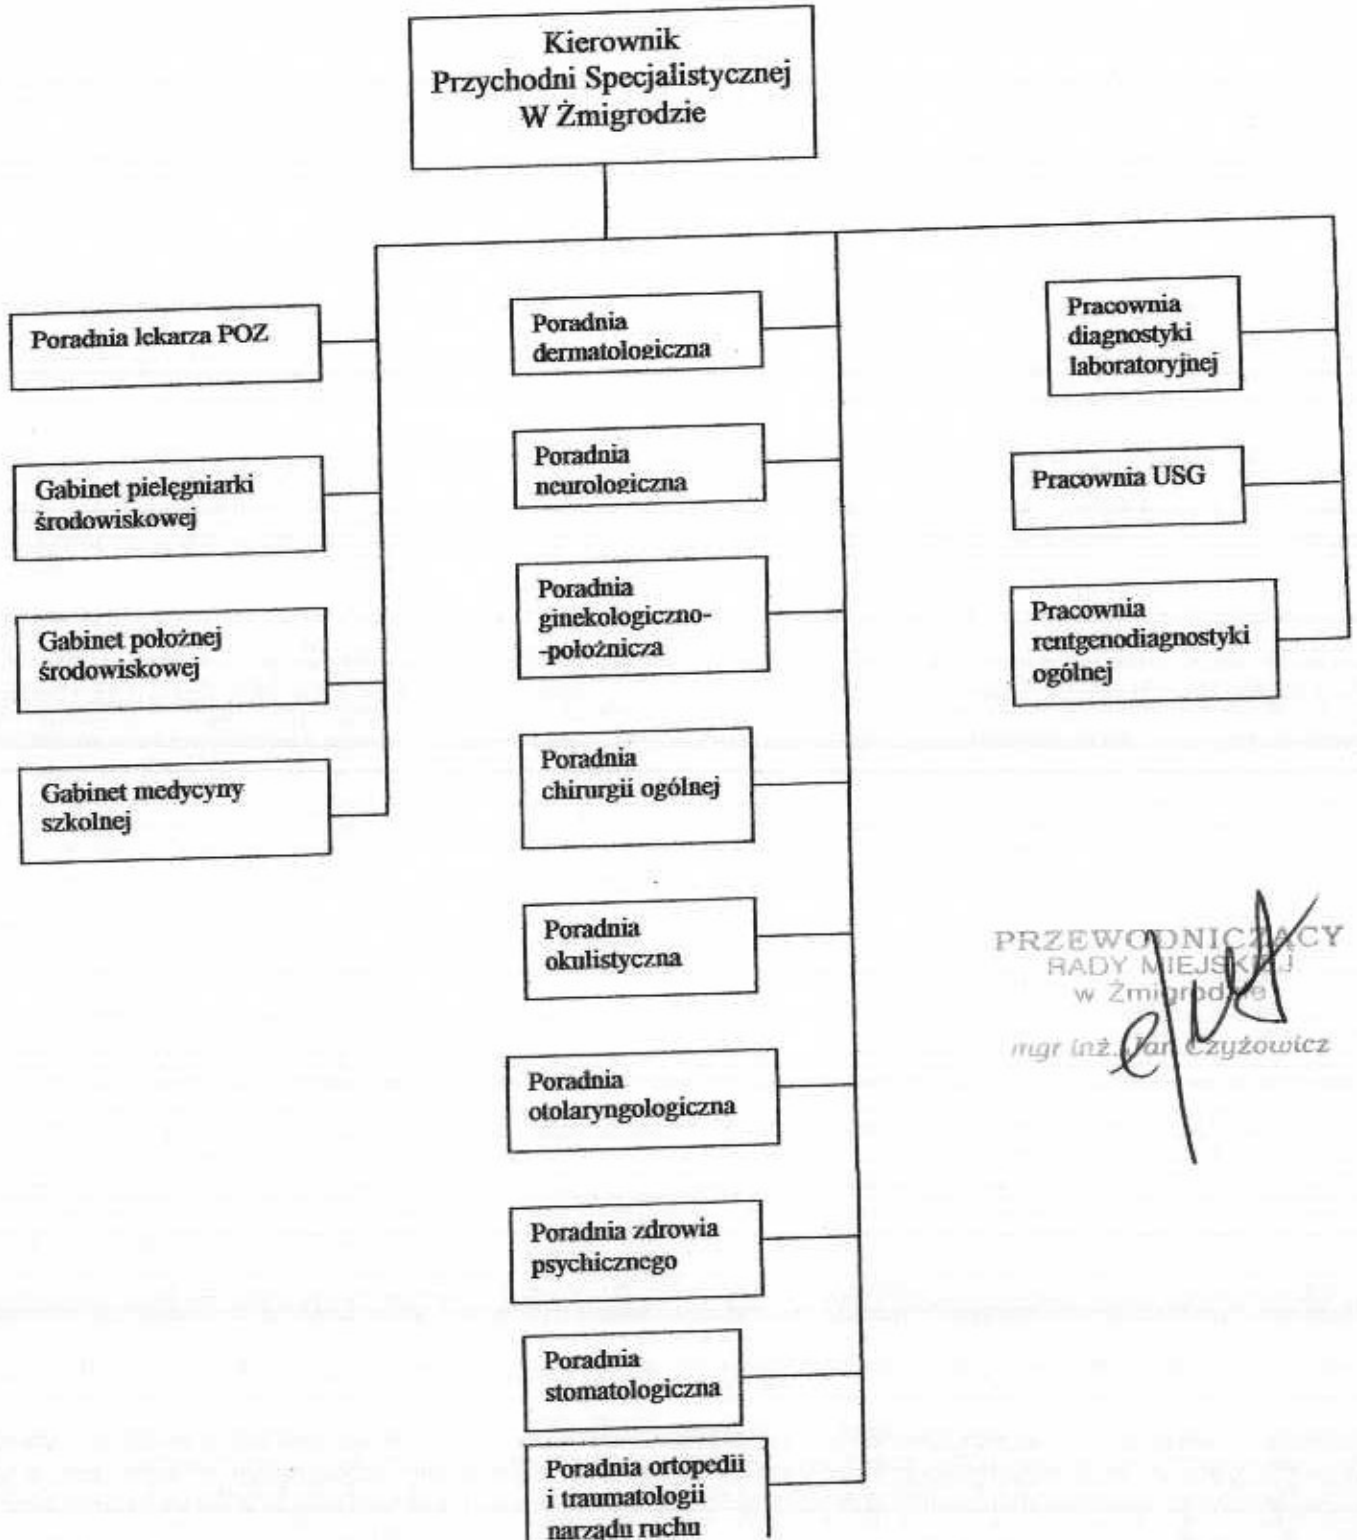 Kierownik
Przychodni Specjalistycznej
W Żmigrodzie
Poradnia lekarza POZ
Gabinet pielęgniarki
środowiskowej
Gabinet położnej
środowiskowej
Gabinet medycyny
szkolnej
Poradnia
dermatologiczna
Poradnia
neurologiczna
Poradnia
ginekologiczno-
-położnicza
Poradnia
chirurgii ogólnej
Poradnia
okulistyczna
Poradnia
otolaryngologiczna
Poradnia zdrowia
psychicznego
Poradnia
stomatologiczna
Poradnia ortopedii
i traumatologii
narządu ruchu
Pracownia
diagnostyki
laboratoryjnej
Pracownia USG
Pracownia
rentgenodiagnostyki
ogólnej
PRZEWODNICZĄCY
RADY MIEJSKIEJ
w Żmigrodzie
mgr inż. Jan Czyżowicz